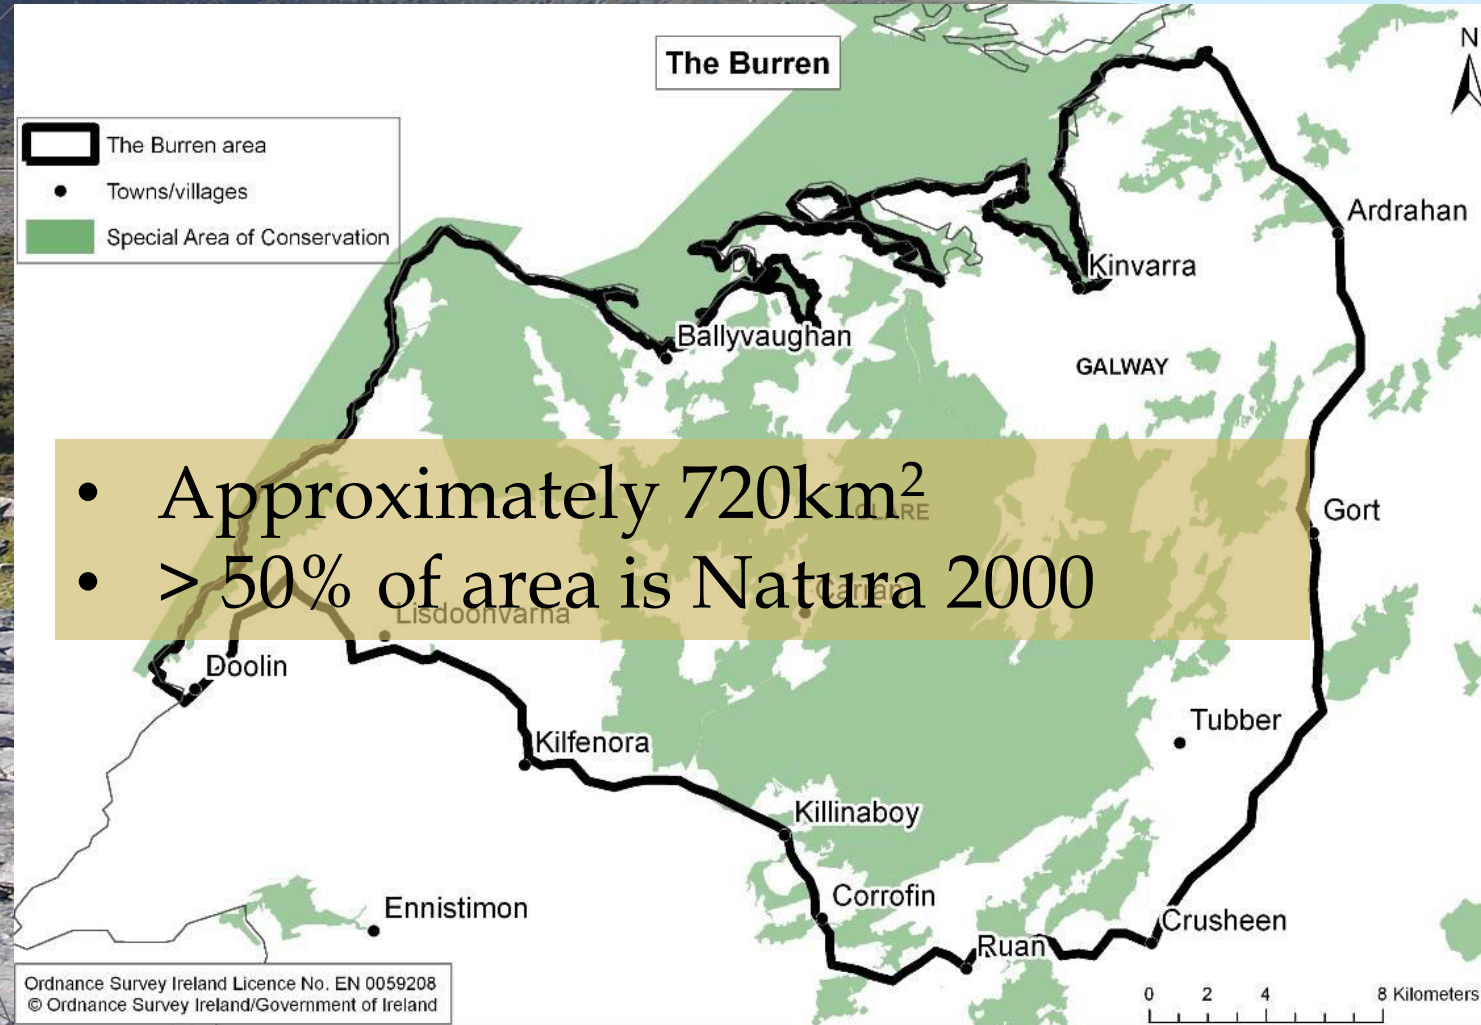 The Burren
N
The Burren area
Towns/villages
Special Area of Conservation
Ardrahan
Kinvarra
Ballyvaughan
GALWAY
• Approximately 720km²
CLARE
Gort
• > 50% of area is Natura 2000
Carran
Lisdoonvarna
Doolin
Tubber
Kilfenora
Killinaboy
Corrofin
Ennistimon
Crusheen
Ruan
Ordnance Survey Ireland Licence No. EN 0059208
© Ordnance Survey Ireland/Government of Ireland
0 2 4 8 Kilometers